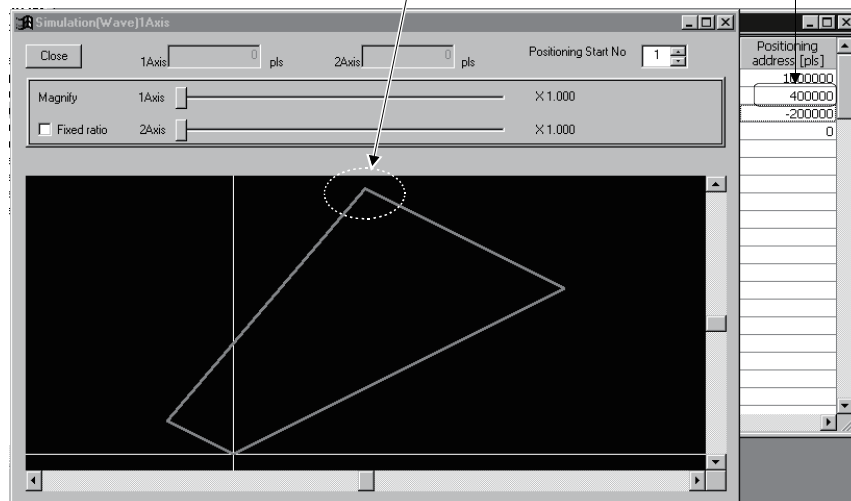 Simulation(Wave)1Axis
Close
1Axis 0 pls
2Axis 0 pls
Positioning Start No 1
Magnify
1Axis X 1.000
Fixed ratio
2Axis X 1.000
Positioning
address [pls]
1000000
400000
-200000
0